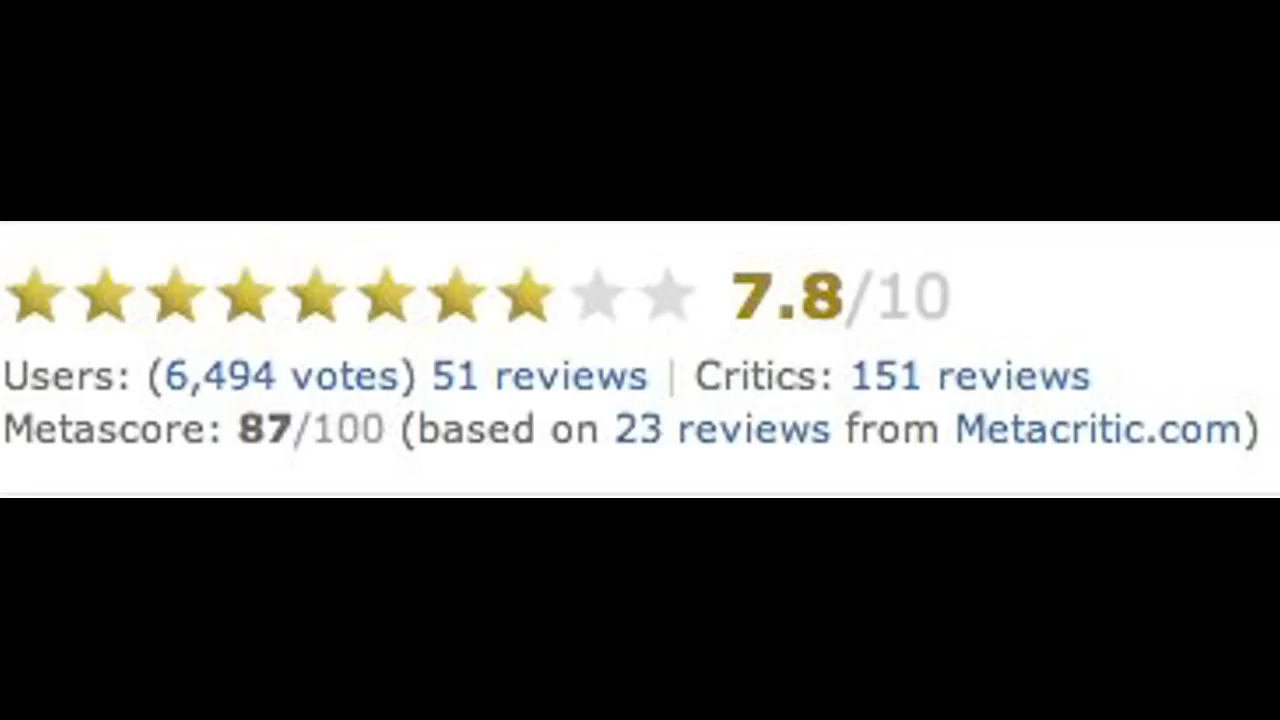 7.8/10
Users: (6,494 votes) 51 reviews | Critics: 151 reviews
Metascore: 87/100 (based on 23 reviews from Metacritic.com)